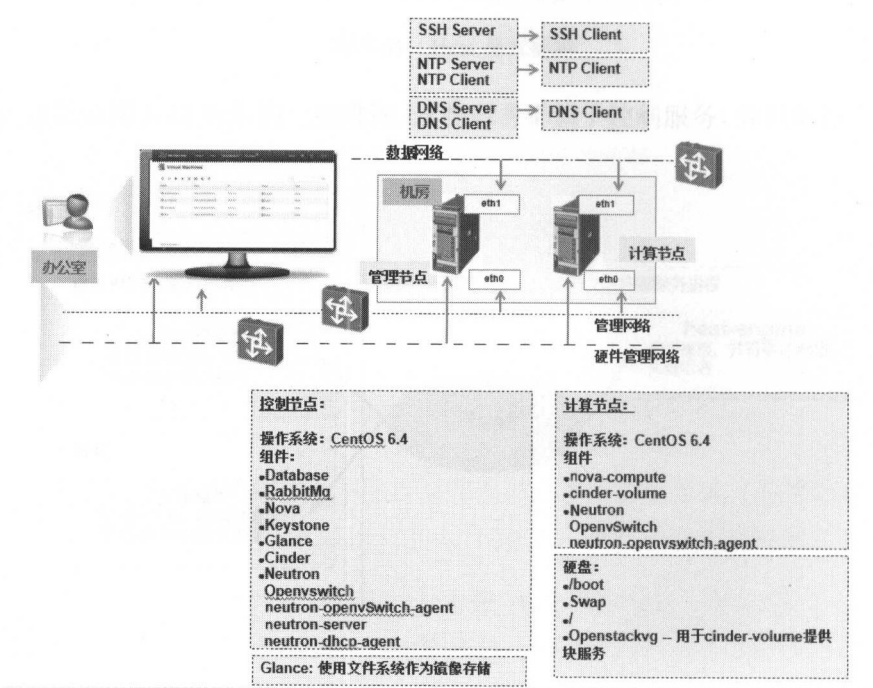 SSH Server
SSH Client
NTP Server
NTP Client
NTP Client
DNS Server
DNS Client
DNS Client
数据网络
机房
eth1
eth1
办公室
管理节点
eth0
计算节点
eth0
管理网络
硬件管理网络
控制节点：
操作系统：CentOS 6.4
组件：
•Database
•RabbitMq
•Nova
•Keystone
•Glance
•Cinder
•Neutron
Openvswitch
neutron-openvSwitch-agent
neutron-server
neutron-dhcp-agent
Glance: 使用文件系统作为镜像存储
计算节点：
操作系统：CentOS 6.4
组件
•nova-compute
•cinder-volume
•Neutron
OpenvSwitch
neutron-openvswitch-agent
硬盘：
•/boot
•Swap
•/
•Openstackvg -- 用于cinder-volume提供
块服务